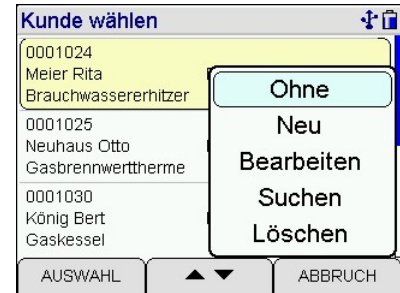 Kunde wählen
0001024
Meier Rita
Brauchwassererhitzer
0001025
Neuhaus Otto
Gasbrennwerttherme
0001030
König Bert
Gaskessel
Ohne
Neu
Bearbeiten
Suchen
Löschen
AUSWAHL
ABBRUCH